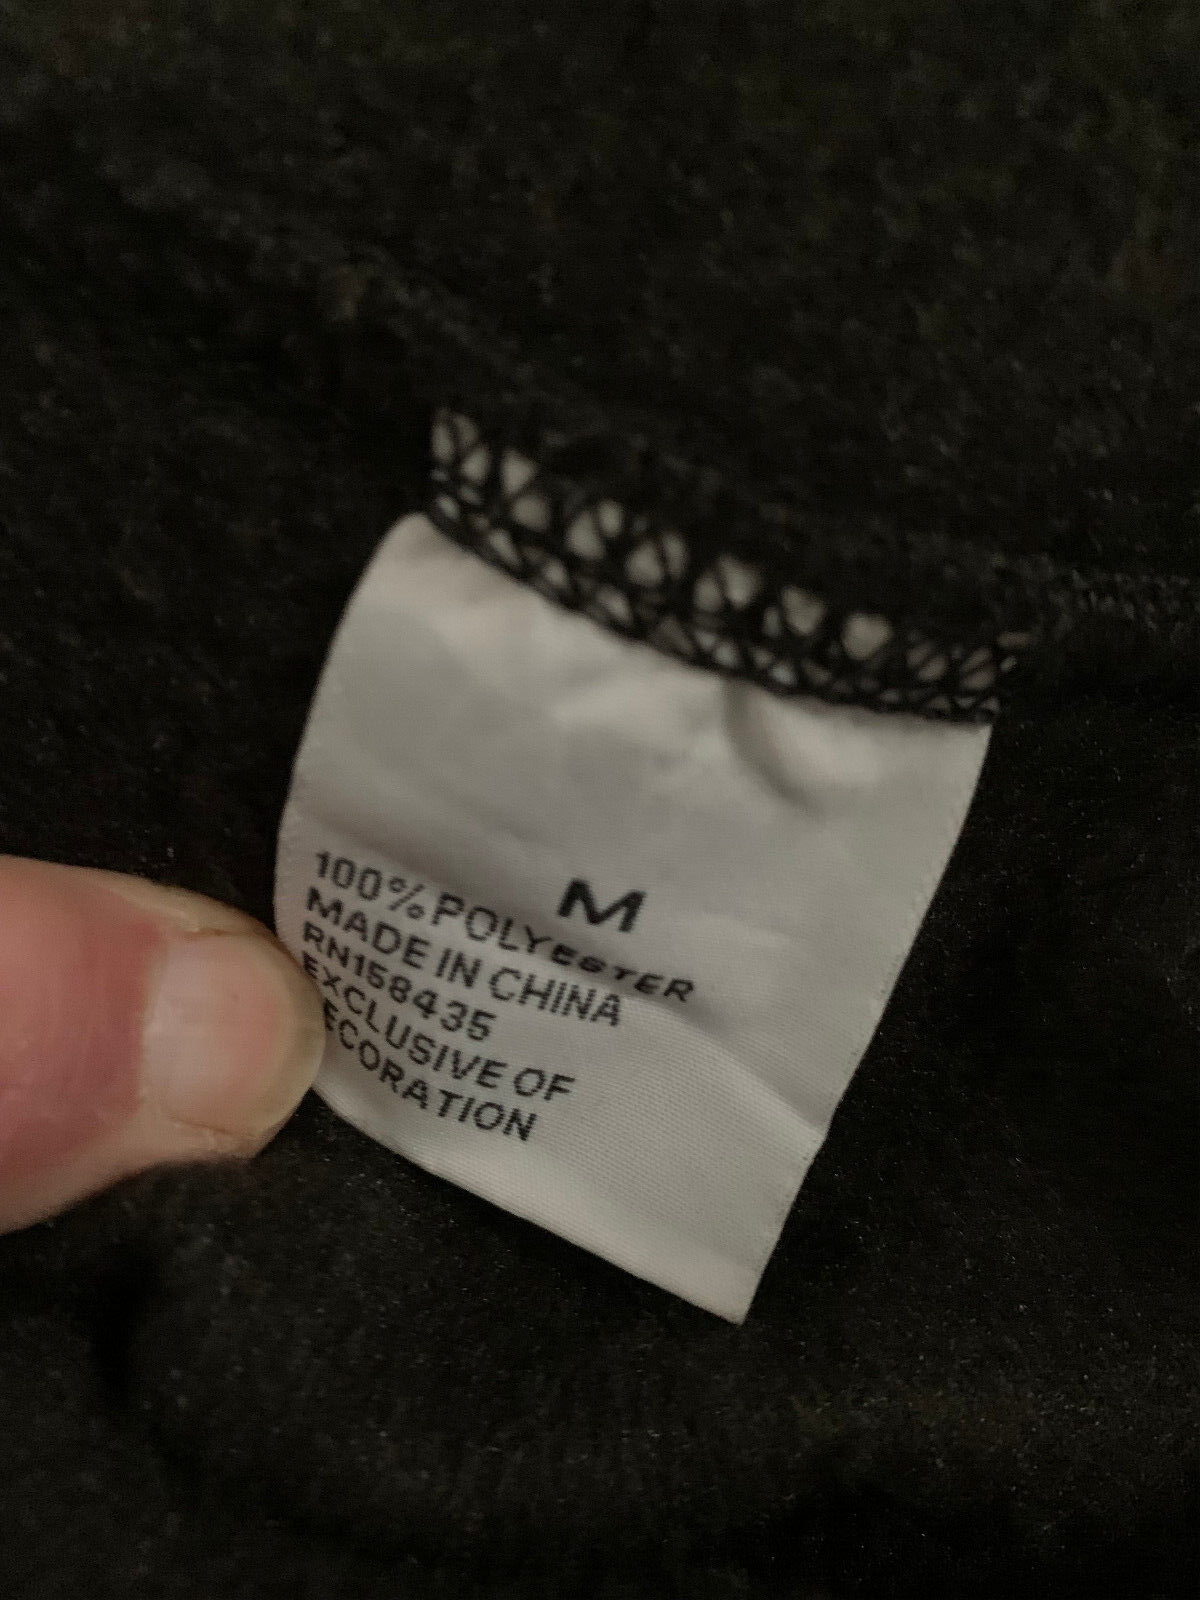 M
100% POLYESTER
MADE IN CHINA
RN158435
EXCLUSIVE OF
ECORATION